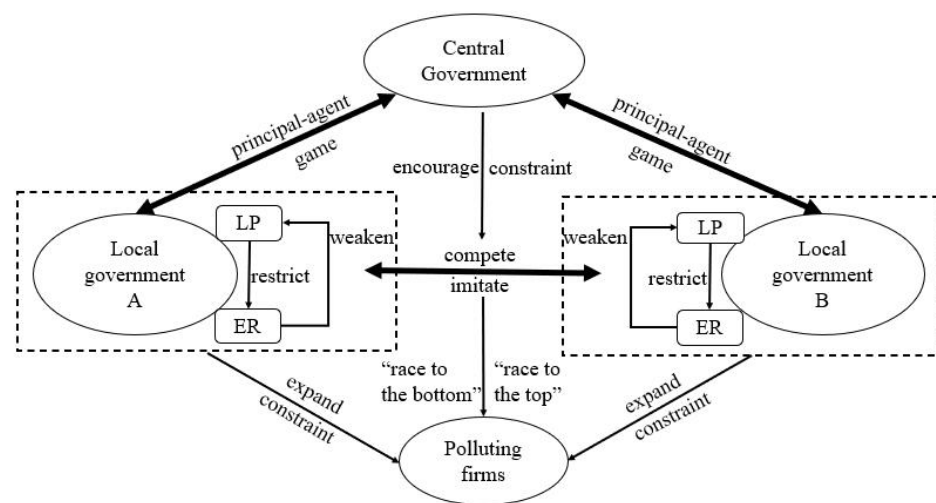 Central
Government
principal-agent
game
principal-agent
game
encourage
constraint
LP
weaken
restrict
ER
Local
government
A
compete
imitate
weaken
LP
restrict
ER
Local
government
B
“race to
the bottom”
“race to
the top”
expand
constraint
expand
constraint
Polluting
firms